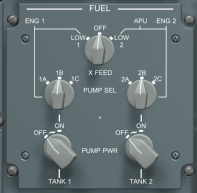 FUEL
ENG 1 OFF APU ENG 2
LOW 1 LOW 2
X FEED
1A 1B 1C 2A 2B 2C
PUMP SEL
OFF ON OFF ON
PUMP PWR
TANK 1 TANK 2